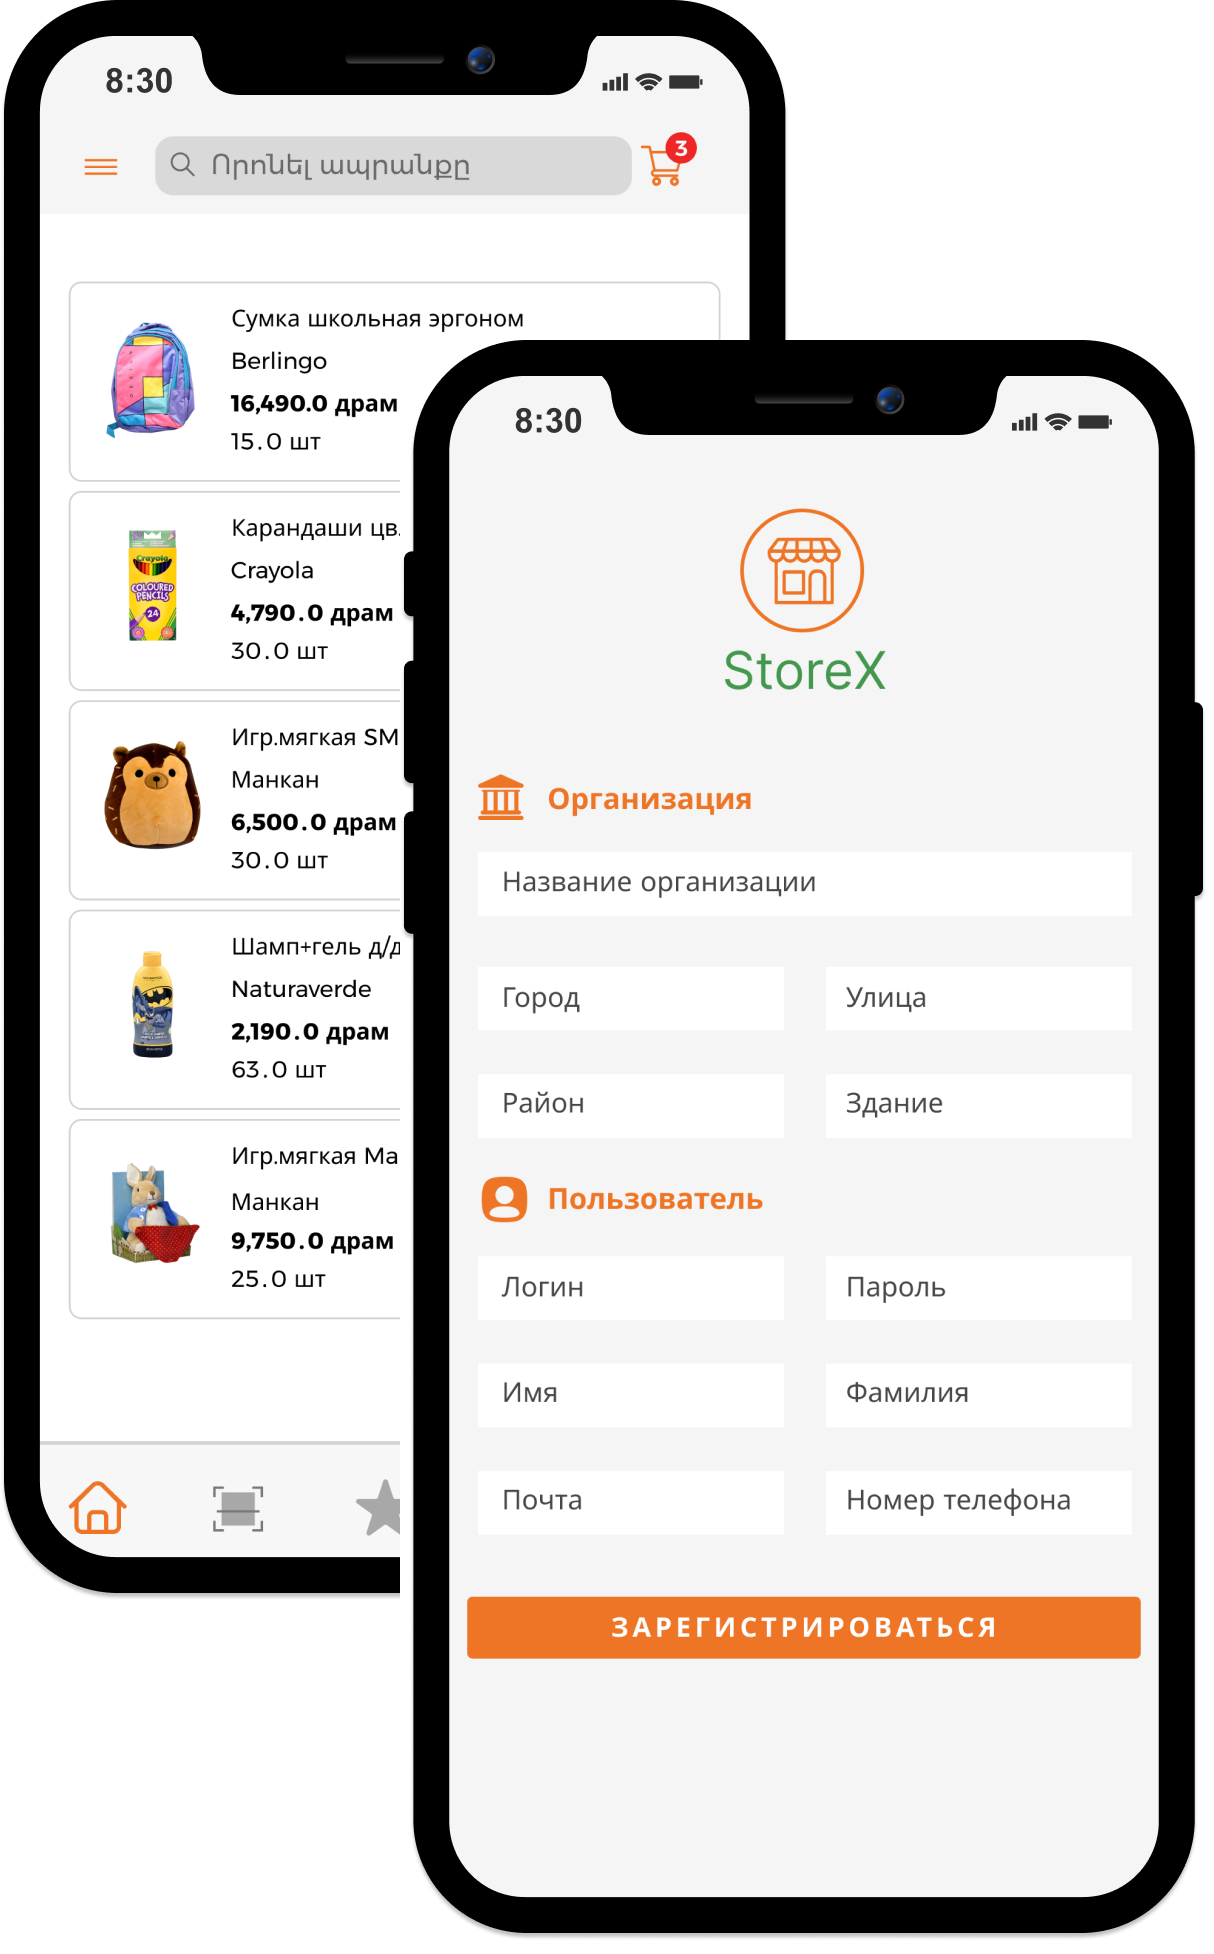 8:30
Որոնել ապրանքը
3
Сумка школьная эргоном
Berlingo
16,490.0 драм
15.0 шт
Карандаши цв.
Crayola
4,790.0 драм
30.0 шт
Crayola
COLOURED
PENCILS
24
Игр.мягкая SM
Манкан
6,500.0 драм
30.0 шт
Шамп+гель д/д
Naturaverde
2,190.0 драм
63.0 шт
Игр.мягкая Ма
Манкан
9,750.0 драм
25.0 шт
8:30
StoreX
Организация
Название организации
Город
Улица
Район
Здание
Пользователь
Логин
Пароль
Имя
Фамилия
Почта
Номер телефона
ЗАРЕГИСТРИРОВАТЬСЯ